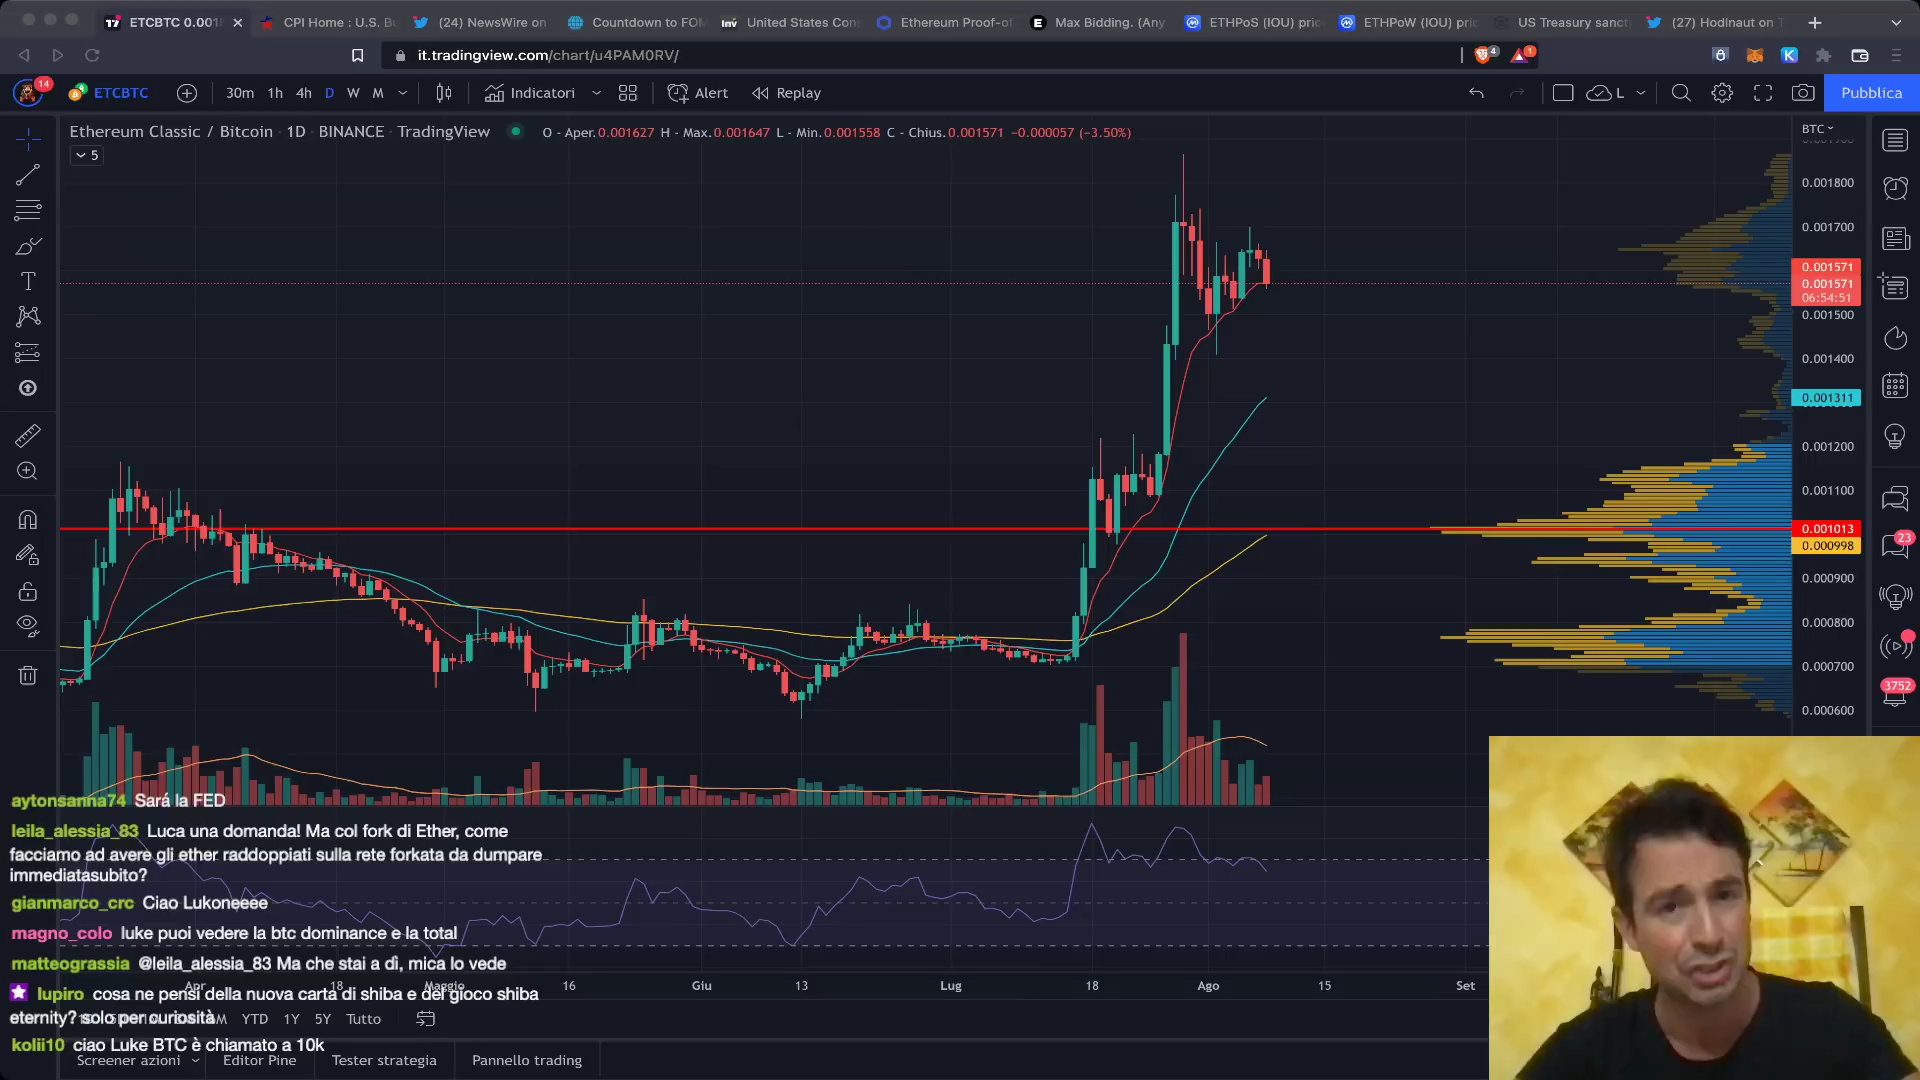 ETCBTC 0.001
CPI Home : U.S. Bu
(24) NewsWire on
Countdown to FOM
United States Con
Ethereum Proof-of
Max Bidding. (Any
ETHPoS (IOU) pric
ETHPoW (IOU) pric
US Treasury sancti
(27) Hodlnaut on T
it.tradingview.com/chart/u4PAM0RV/
4
1
14
ETCBTC
30m 1h 4h D W M
Indicatori
Alert
Replay
L
Pubblica
Ethereum Classic / Bitcoin · 1D · BINANCE · TradingView
O - Aper.0.001627 H - Max.0.001647 L - Min.0.001558 C - Chius.0.001571 −0.000057 (−3.50%)
5
BTC
0.001800
0.001700
0.001571
0.001571
06:54:51
0.001500
0.001400
0.001311
0.001200
0.001100
0.001013
0.000998
0.000900
0.000800
0.000700
0.000600
23
3752
aytonsanna74 Sará la FED
leila_alessia_83 Luca una domanda! Ma col fork di Ether, come
facciamo ad avere gli ether raddoppiati sulla rete forkata da dumpare
immediatasubito?
gianmarco_crc Ciao Lukoneeee
magno_colo luke puoi vedere la btc dominance e la total
matteograssia @leila_alessia_83 Ma che stai a dì, mica lo vede
Apr 18 Maggio 16 Giu 13 Lug 18 Ago 15 Set
lupiro cosa ne pensi della nuova carta di shiba e del gioco shiba
eternity? solo per curiosità
YTD 1Y 5Y Tutto
kolii10 ciao Luke BTC è chiamato a 10k
Screener azioni Editor Pine Tester strategia Pannello trading